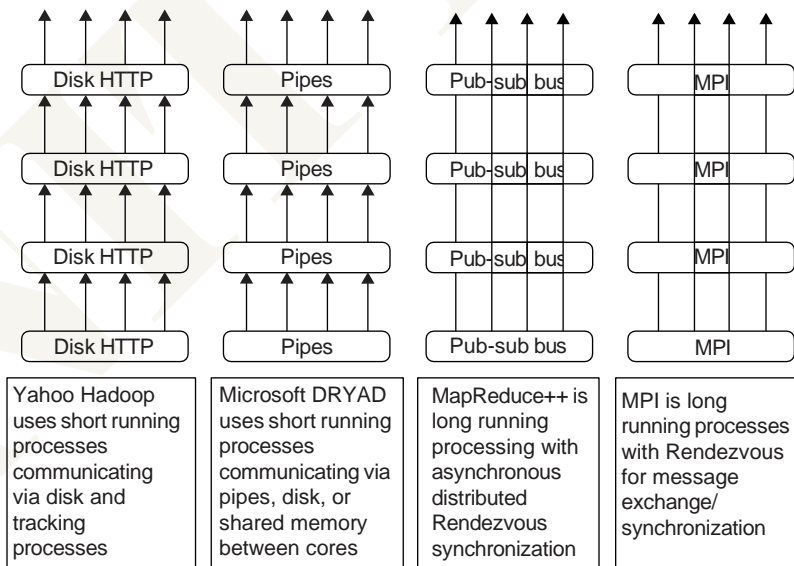 Disk HTTP
Pipes
Pub-sub bus
MPI
Disk HTTP
Pipes
Pub-sub bus
MPI
Disk HTTP
Pipes
Pub-sub bus
MPI
Disk HTTP
Pipes
Pub-sub bus
MPI
Yahoo Hadoop
uses short running
processes
communicating
via disk and
tracking
processes
Microsoft DRYAD
uses short running
processes
communicating via
pipes, disk, or
shared memory
between cores
MapReduce++ is
long running
processing with
asynchronous
distributed
Rendezvous
synchronization
MPI is long
running processes
with Rendezvous
for message
exchange/
synchronization